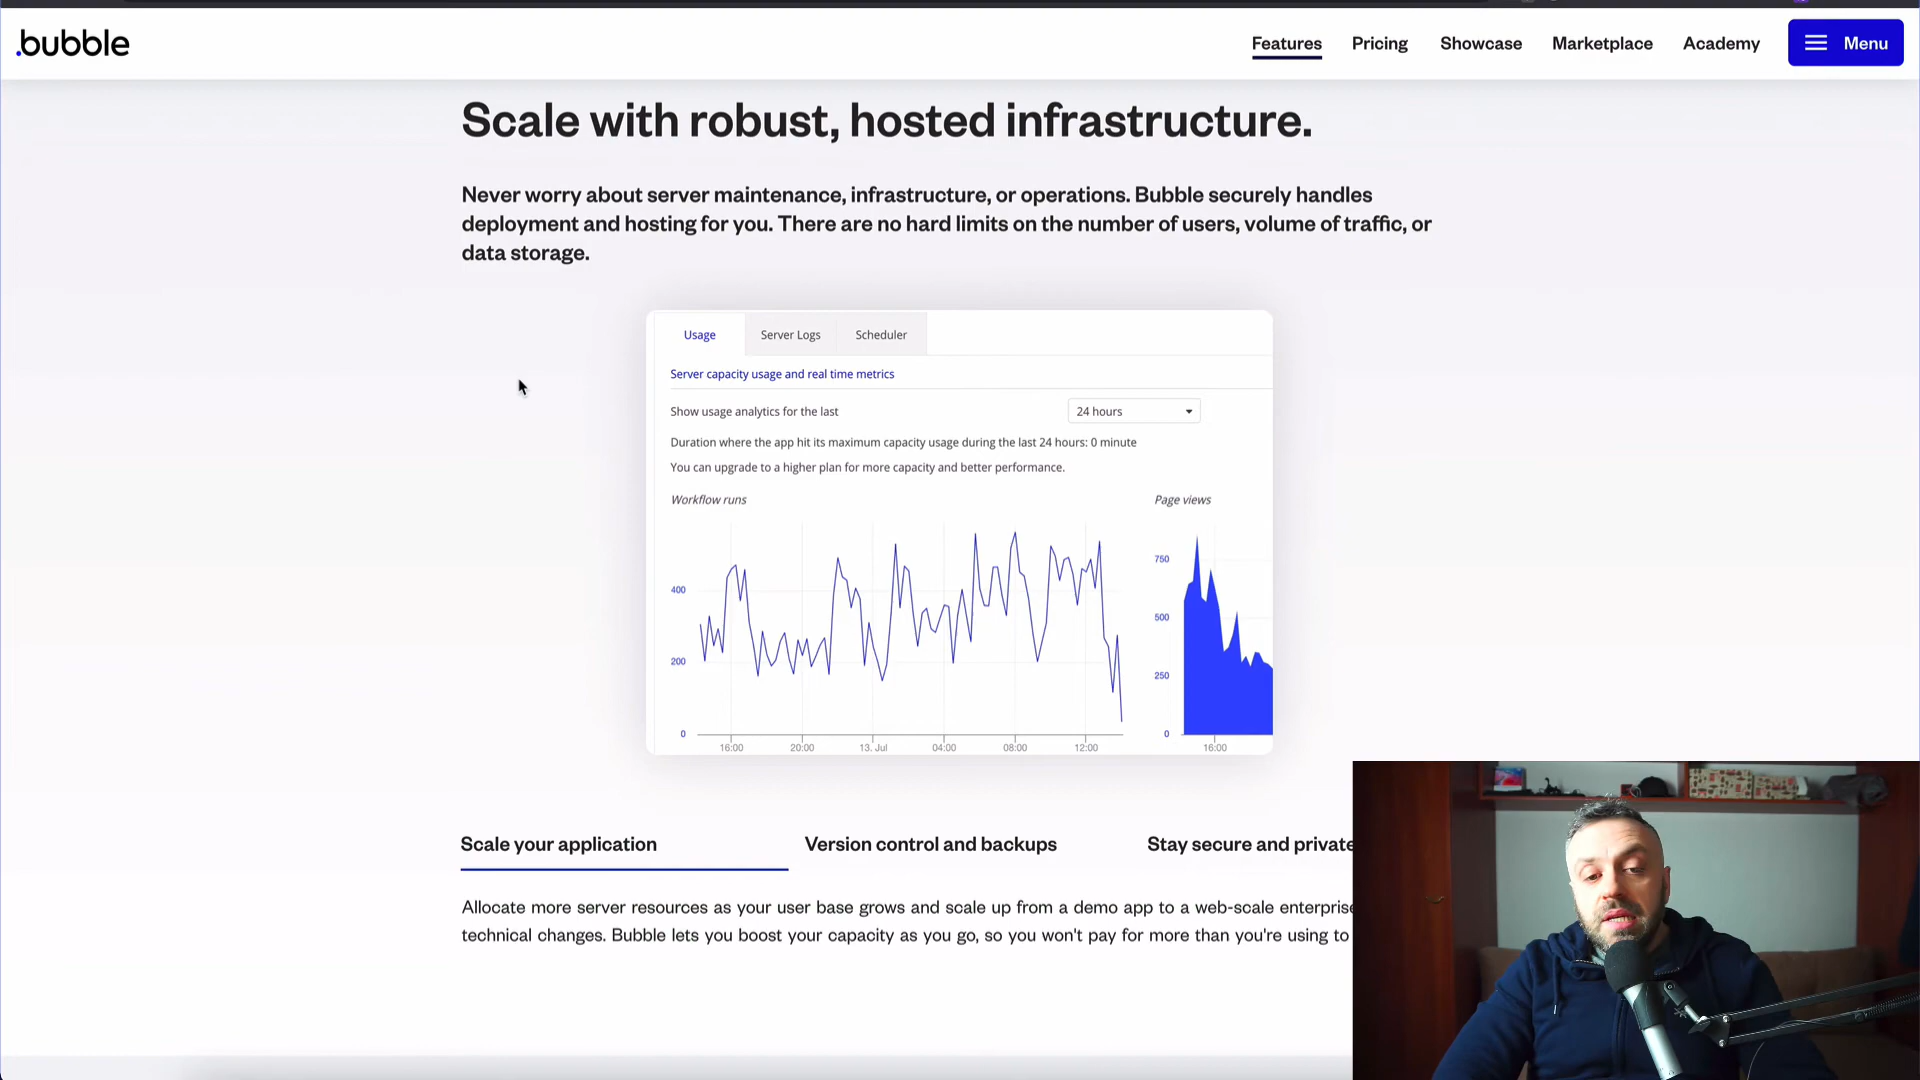 .bubble
Features
Pricing
Showcase
Marketplace
Academy
Menu
Scale with robust, hosted infrastructure.
Never worry about server maintenance, infrastructure, or operations. Bubble securely handles
deployment and hosting for you. There are no hard limits on the number of users, volume of traffic, or
data storage.
Usage
Server Logs
Scheduler
Server capacity usage and real time metrics
Show usage analytics for the last
24 hours
Duration where the app hit its maximum capacity usage during the last 24 hours: 0 minute
You can upgrade to a higher plan for more capacity and better performance.
Workflow runs
Page views
400
200
0
16:00
20:00
13. Jul
04:00
08:00
12:00
750
500
250
0
16:00
Scale your application
Version control and backups
Stay secure and private
Allocate more server resources as your user base grows and scale up from a demo app to a web-scale enterprise
technical changes. Bubble lets you boost your capacity as you go, so you won't pay for more than you're using to